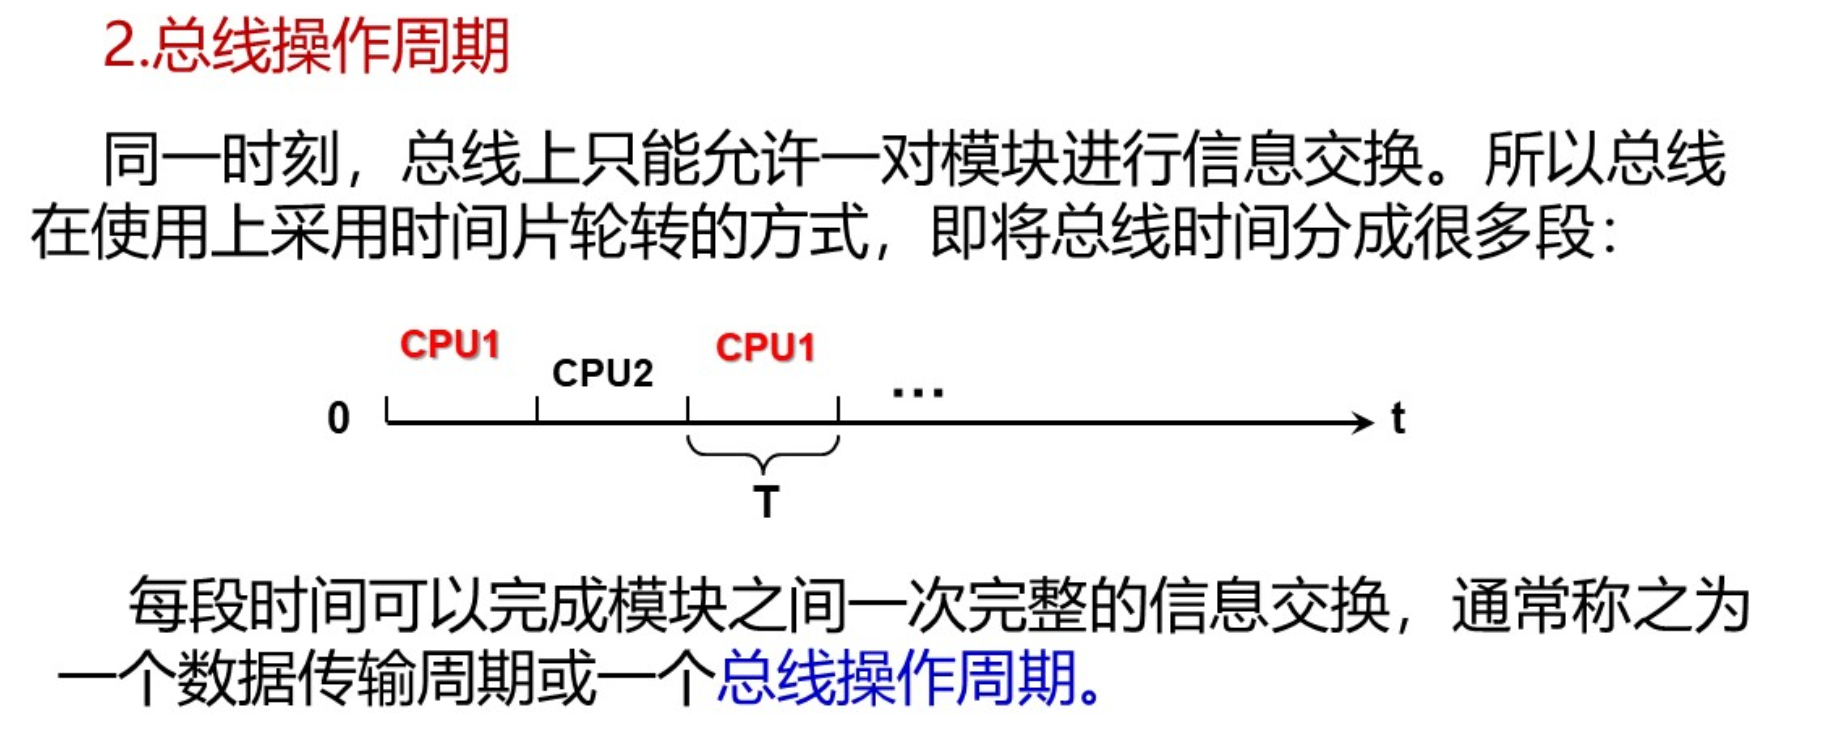 2.总线操作周期
同一时刻，总线上只能允许一对模块进行信息交换。所以总线
在使用上采用时间片轮转的方式，即将总线时间分成很多段：
CPU1 CPU2 CPU1 …
0 t
T
每段时间可以完成模块之间一次完整的信息交换，通常称之为
一个数据传输周期或一个总线操作周期。